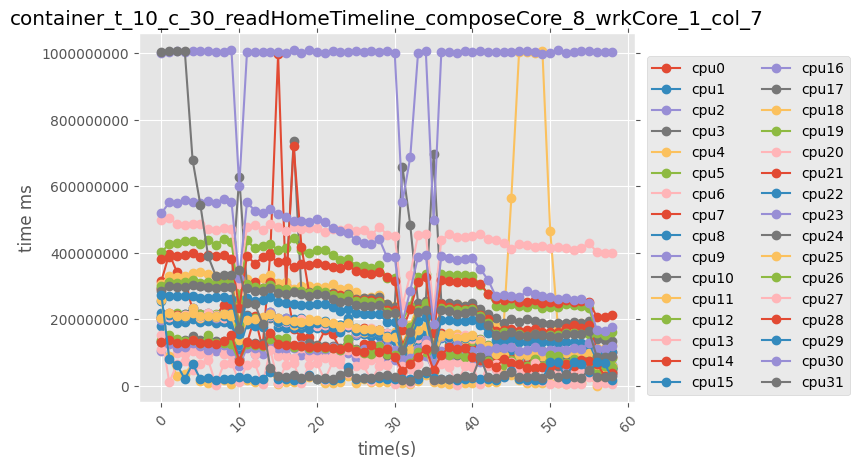 container_t_10_c_30_readHomeTimeline_composeCore_8_wrkCore_1_col_7
1000000000
800000000
600000000
400000000
200000000
0
time ms
0 10 20 30 40 50 60
time(s)
cpu0 cpu16
cpu1 cpu17
cpu2 cpu18
cpu3 cpu19
cpu4 cpu20
cpu5 cpu21
cpu6 cpu22
cpu7 cpu23
cpu8 cpu24
cpu9 cpu25
cpu10 cpu26
cpu11 cpu27
cpu12 cpu28
cpu13 cpu29
cpu14 cpu30
cpu15 cpu31